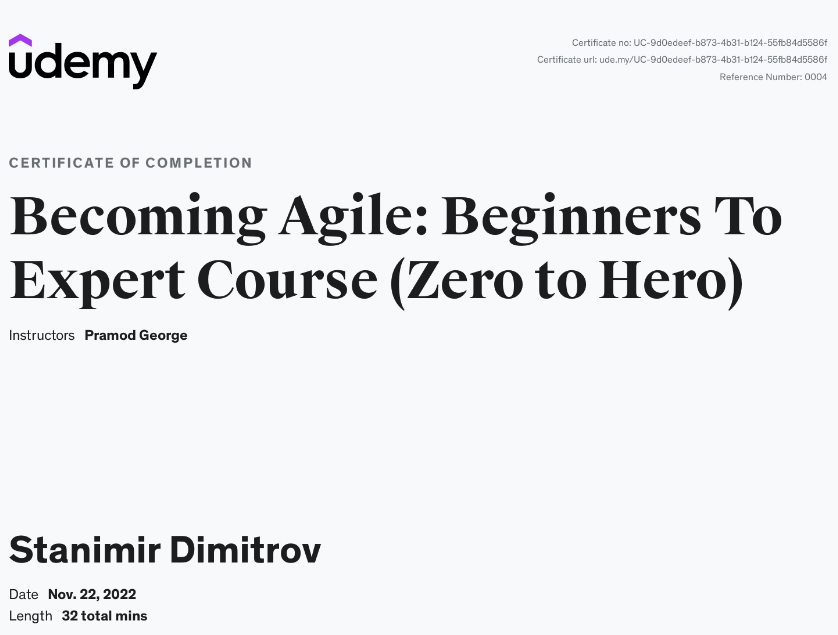 udemy
Certificate no: UC-9d0edeef-b873-4b31-b124-55fb84d5586f
Certificate url: ude.my/UC-9d0edeef-b873-4b31-b124-55fb84d5586f
Reference Number: 0004
CERTIFICATE OF COMPLETION
Becoming Agile: Beginners To
Expert Course (Zero to Hero)
Instructors Pramod George
Stanimir Dimitrov
Date Nov. 22, 2022
Length 32 total mins